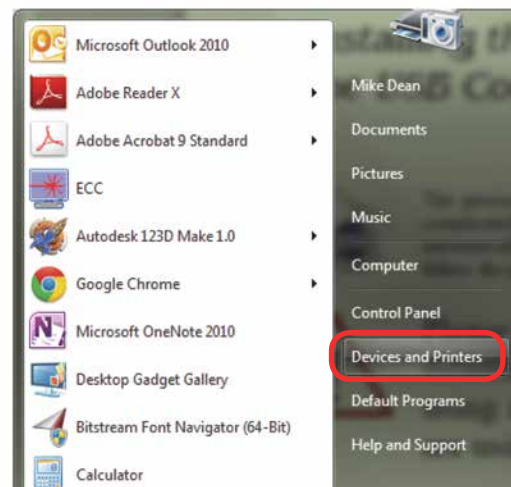 Microsoft Outlook 2010
Adobe Reader X
Adobe Acrobat 9 Standard
ECC
Autodesk 123D Make 1.0
Google Chrome
Microsoft OneNote 2010
Desktop Gadget Gallery
Bitstream Font Navigator (64-Bit)
Calculator
Mike Dean
Documents
Pictures
Music
Computer
Control Panel
Devices and Printers
Default Programs
Help and Support